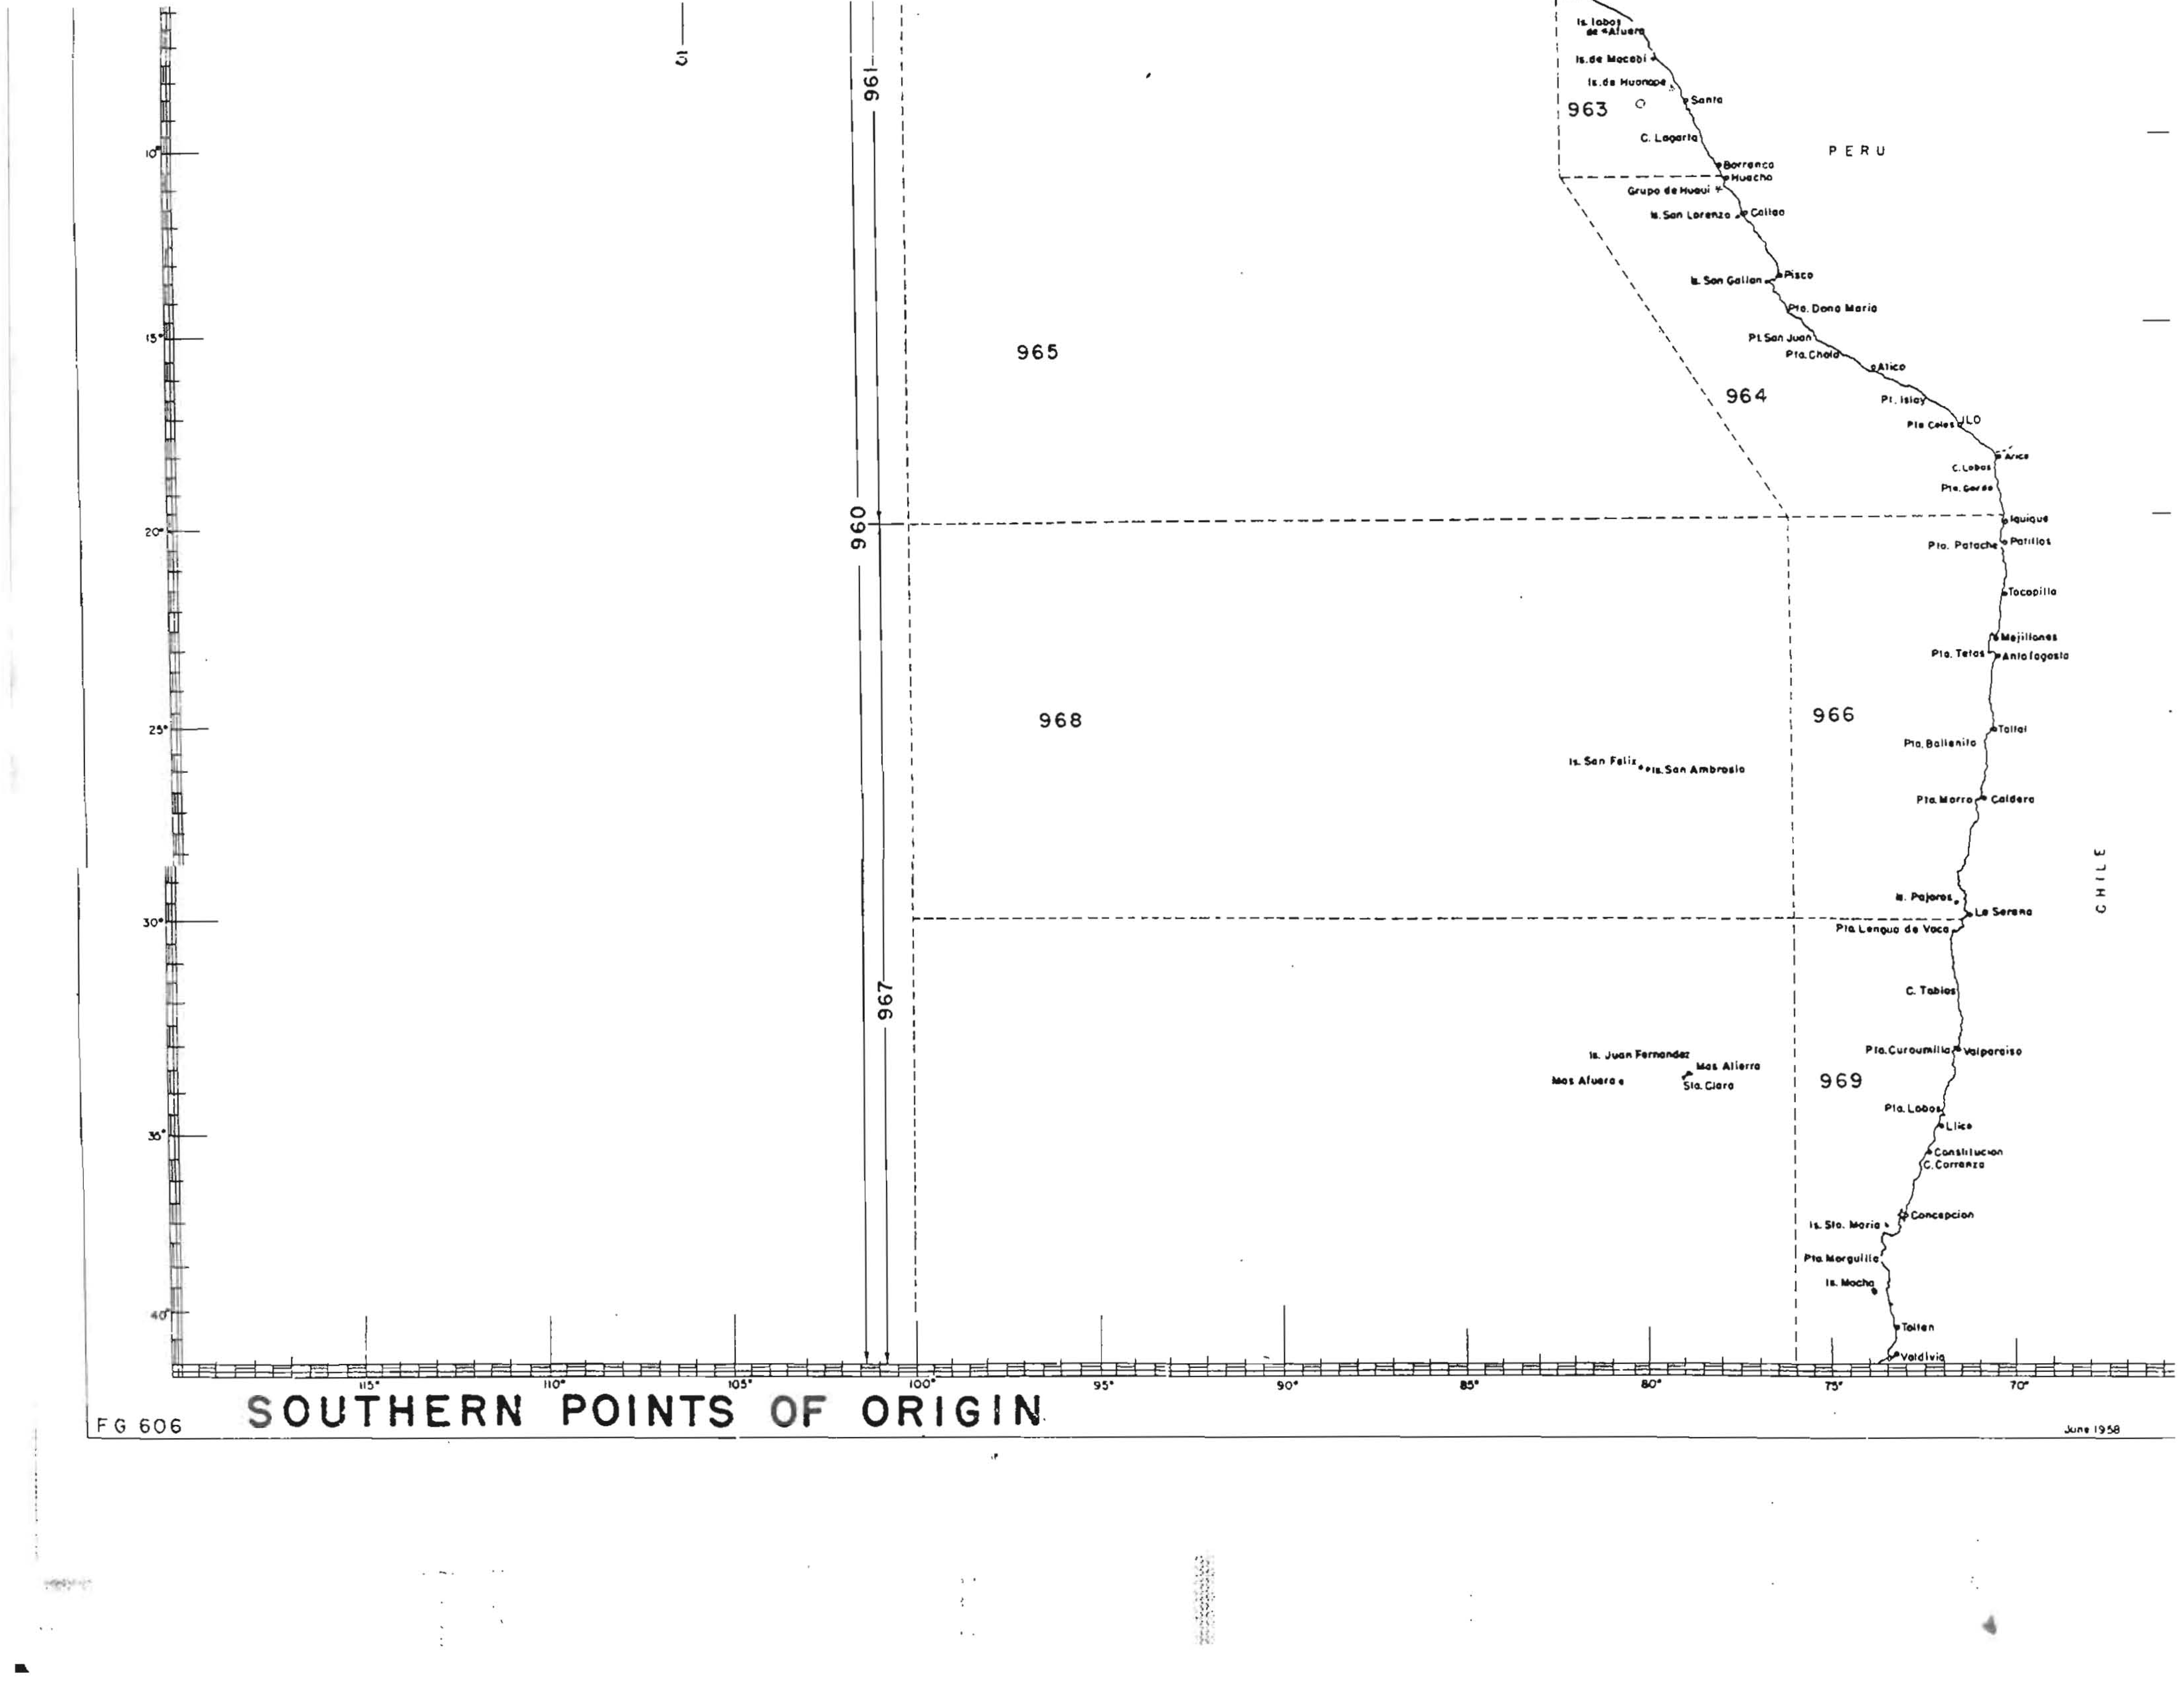 Is. lobos
de Afuera
Is. de Macabi
Is. de Huanape
Santa
963
C. Lagarta
PERU
10°
Barranca
Huacho
Grupo de Huaui
Is. San Lorenzo
Callao
Pisco
Is. San Gallan
Pta. Dona Maria
15°
Pt. San Juan
Pta. Chala
Atico
965
964
Pt. Islay
Pta Coles
ILO
Arica
C. Lobos
Pta. Gorda
961
960
20°
Iquique
Pta. Patache
Patillos
Tocopilla
Mejillones
Pta. Tetas
Antofagasta
968
966
25°
Taltal
Pta. Ballenita
Is. San Felix
Is. San Ambrosio
Pta. Morro
Caldera
CHILE
Is. Pajaros
30°
La Serena
Pta. Lengua de Vaca
967
C. Tablas
Pta. Curoumilla
Valparaiso
Is. Juan Fernandez
Mas Atierra
Mas Afuera
Sta. Clara
969
Pta. Lobos
Llico
35°
Constitucion
C. Carranza
Concepcion
Is. Sta. Maria
Pta. Morguilla
Is. Mocha
40°
Tolten
Valdivia
115° 110° 105° 100° 95° 90° 85° 80° 75° 70°
SOUTHERN POINTS OF ORIGIN
FG 606
June 1958